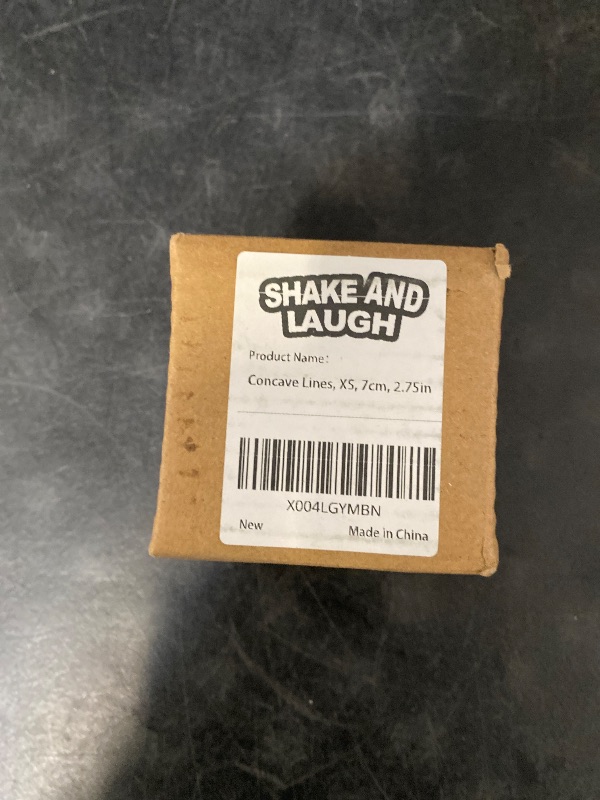 SHAKE AND
LAUGH
Product Name:
Concave Lines, XS, 7cm, 2.75in
X004LGYMBN
New Made in China